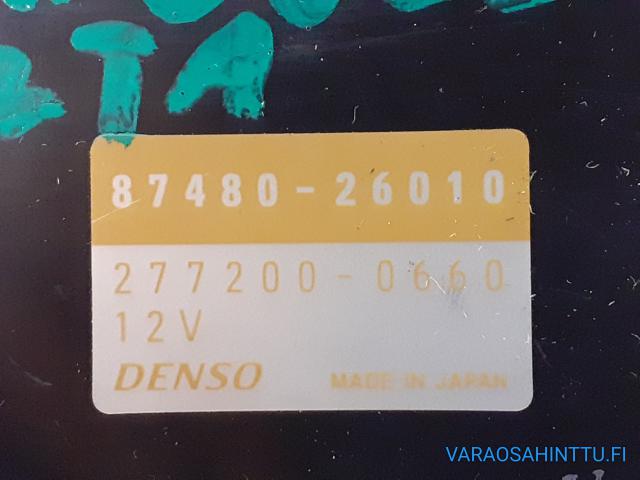 87480-26010
277200-0660
12V
DENSO
MADE IN JAPAN
VARAOSAHINTTU.FI